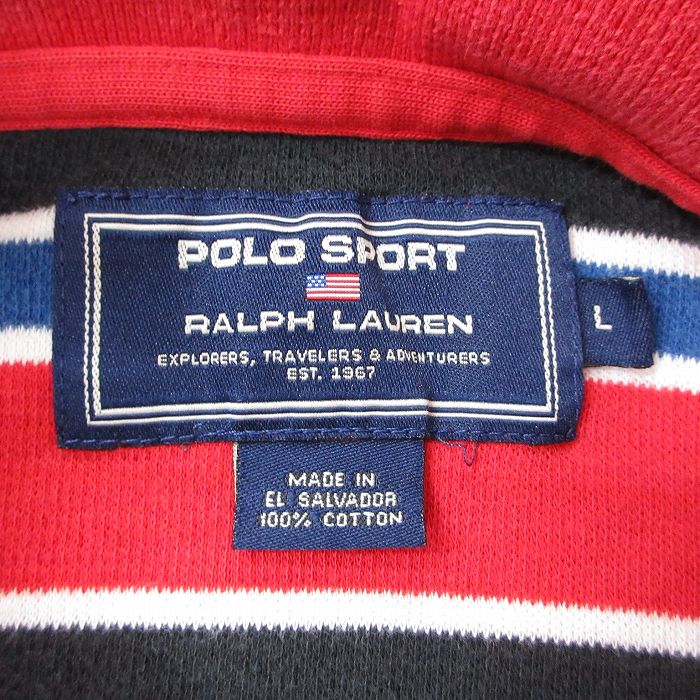 POLO SPORT
RALPH LAUREN
EXPLORERS, TRAVELERS & ADVENTURERS
EST. 1967
L
MADE IN
EL SALVADOR
100% COTTON